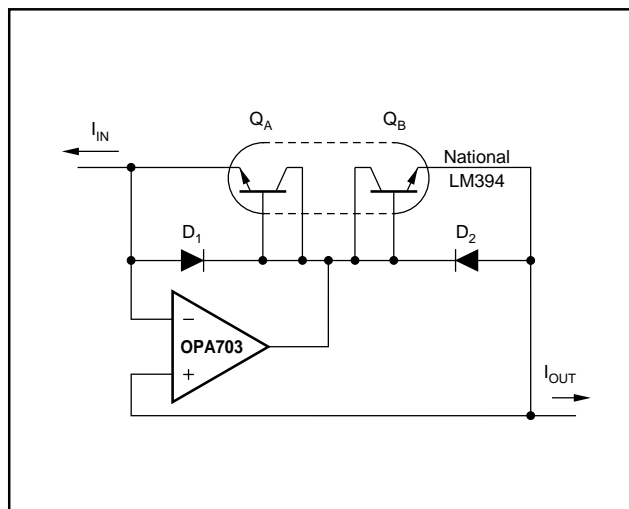 I_IN
Q_A
Q_B
National
LM394
D_1
D_2
−
OPA703
+
I_OUT